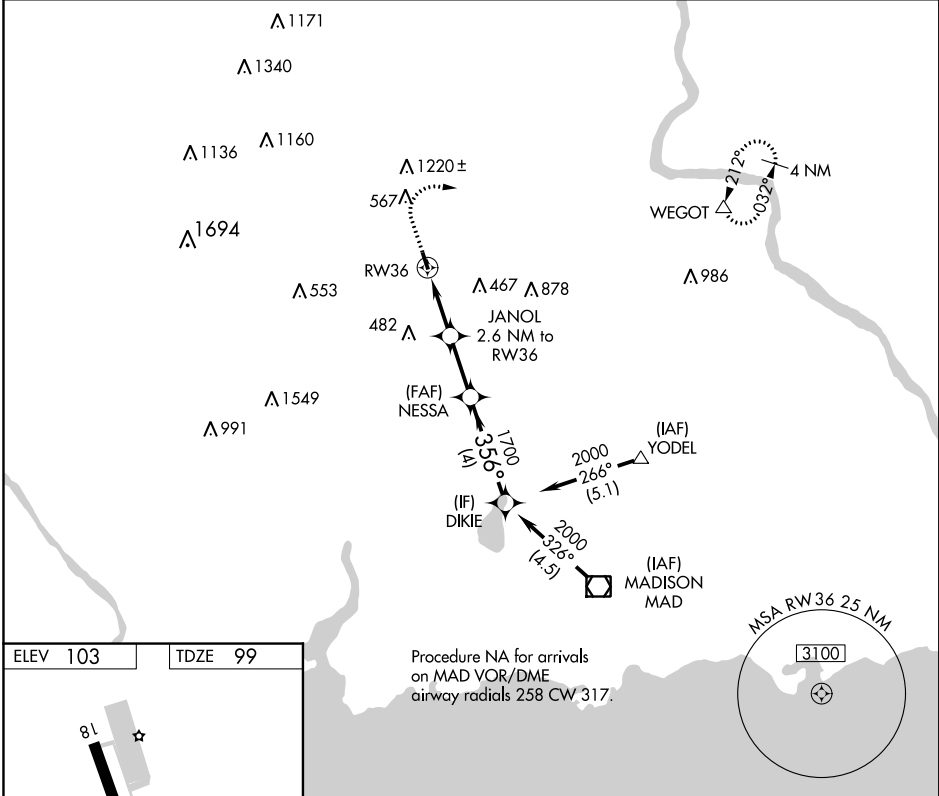 1171
1340
1136
1160
1220 ±
567
1694
212°
032°
4 NM
WEGOT
RW36
986
553
467
878
482
JANOL
2.6 NM to
RW36
(FAF)
NESSA
1549
991
1700
356°
(4)
(IAF)
YODEL
2000
266°
(5.1)
(IF)
DIKIE
2000
326°
(4.5)
(IAF)
MADISON
MAD
MSA RW36 25 NM
3100
ELEV 103
TDZE 99
Procedure NA for arrivals
on MAD VOR/DME
airway radials 258 CW 317.
18